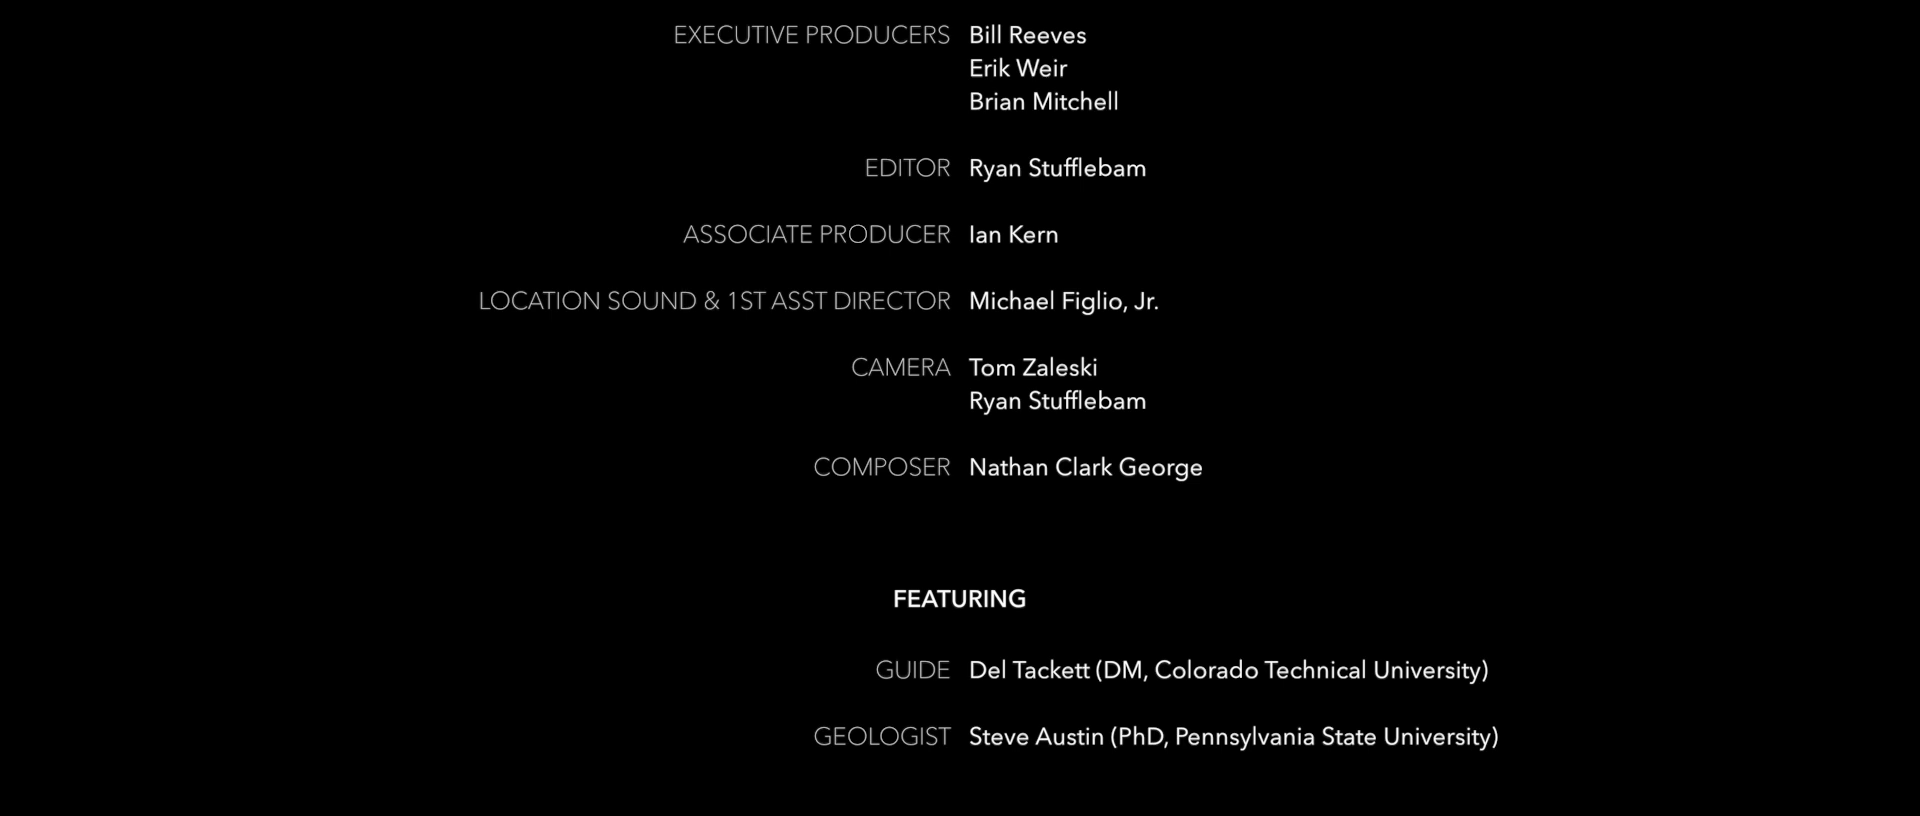 EXECUTIVE PRODUCERS Bill Reeves
Erik Weir
Brian Mitchell
EDITOR Ryan Stufflebam
ASSOCIATE PRODUCER Ian Kern
LOCATION SOUND & 1ST ASST DIRECTOR Michael Figlio, Jr.
CAMERA Tom Zaleski
Ryan Stufflebam
COMPOSER Nathan Clark George
FEATURING
GUIDE Del Tackett (DM, Colorado Technical University)
GEOLOGIST Steve Austin (PhD, Pennsylvania State University)